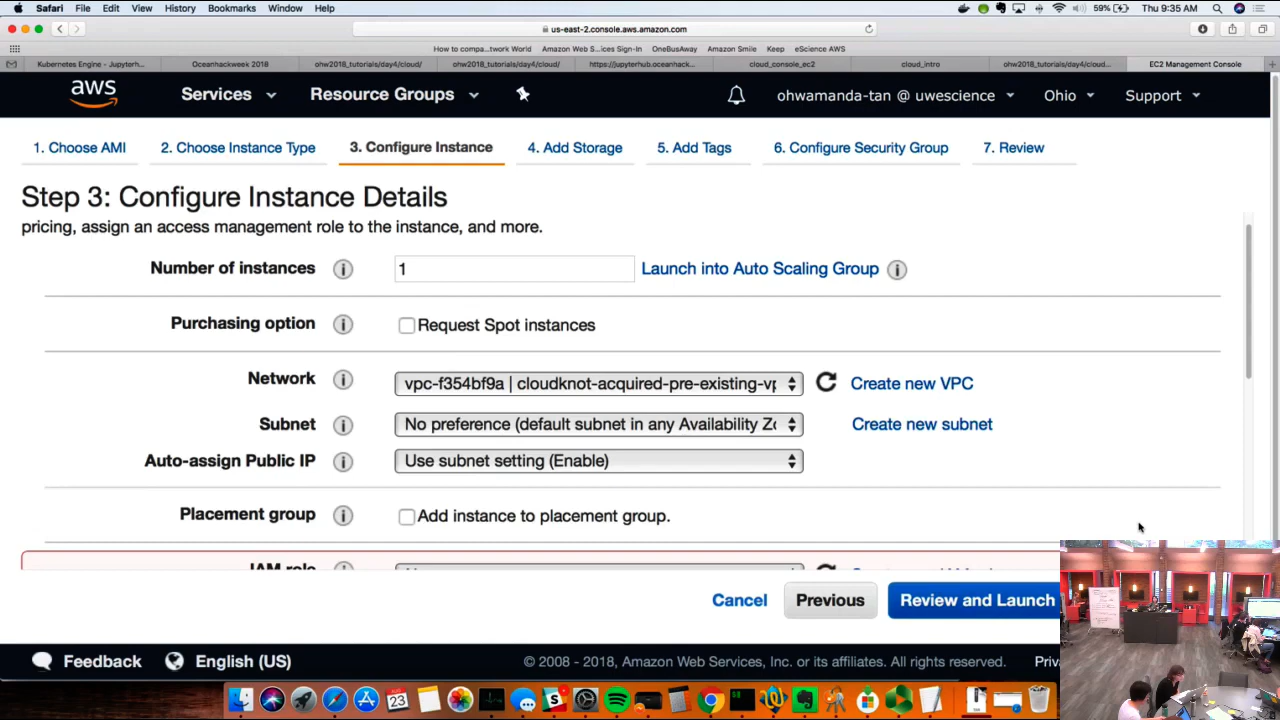 Safari File Edit View History Bookmarks Window Help 59% Thu 9:35 AM
us-east-2.console.aws.amazon.com
How to compa...twork World Amazon Web S...ices Sign-In OneBusAway Amazon Smile Keep eScience AWS
Kubernetes Engine - Jupyterh... Oceanhackweek 2018 ohw2018_tutorials/day4/cloud/ ohw2018_tutorials/day4/cloud/ https://jupyterhub.oceanhack... cloud_console_ec2 cloud_intro ohw2018_tutorials/day4/cloud... EC2 Management Console
aws Services Resource Groups ohwamanda-tan @ uwescience Ohio Support
1. Choose AMI 2. Choose Instance Type 3. Configure Instance 4. Add Storage 5. Add Tags 6. Configure Security Group 7. Review
Step 3: Configure Instance Details
pricing, assign an access management role to the instance, and more.
Number of instances i 1 Launch into Auto Scaling Group i
Purchasing option i Request Spot instances
Network i vpc-f354bf9a | cloudknot-acquired-pre-existing-vp Create new VPC
Subnet i No preference (default subnet in any Availability Zo Create new subnet
Auto-assign Public IP i Use subnet setting (Enable)
Placement group i Add instance to placement group.
IAM role
Cancel Previous Review and Launch
Feedback English (US) © 2008 - 2018, Amazon Web Services, Inc. or its affiliates. All rights reserved. Priva
23